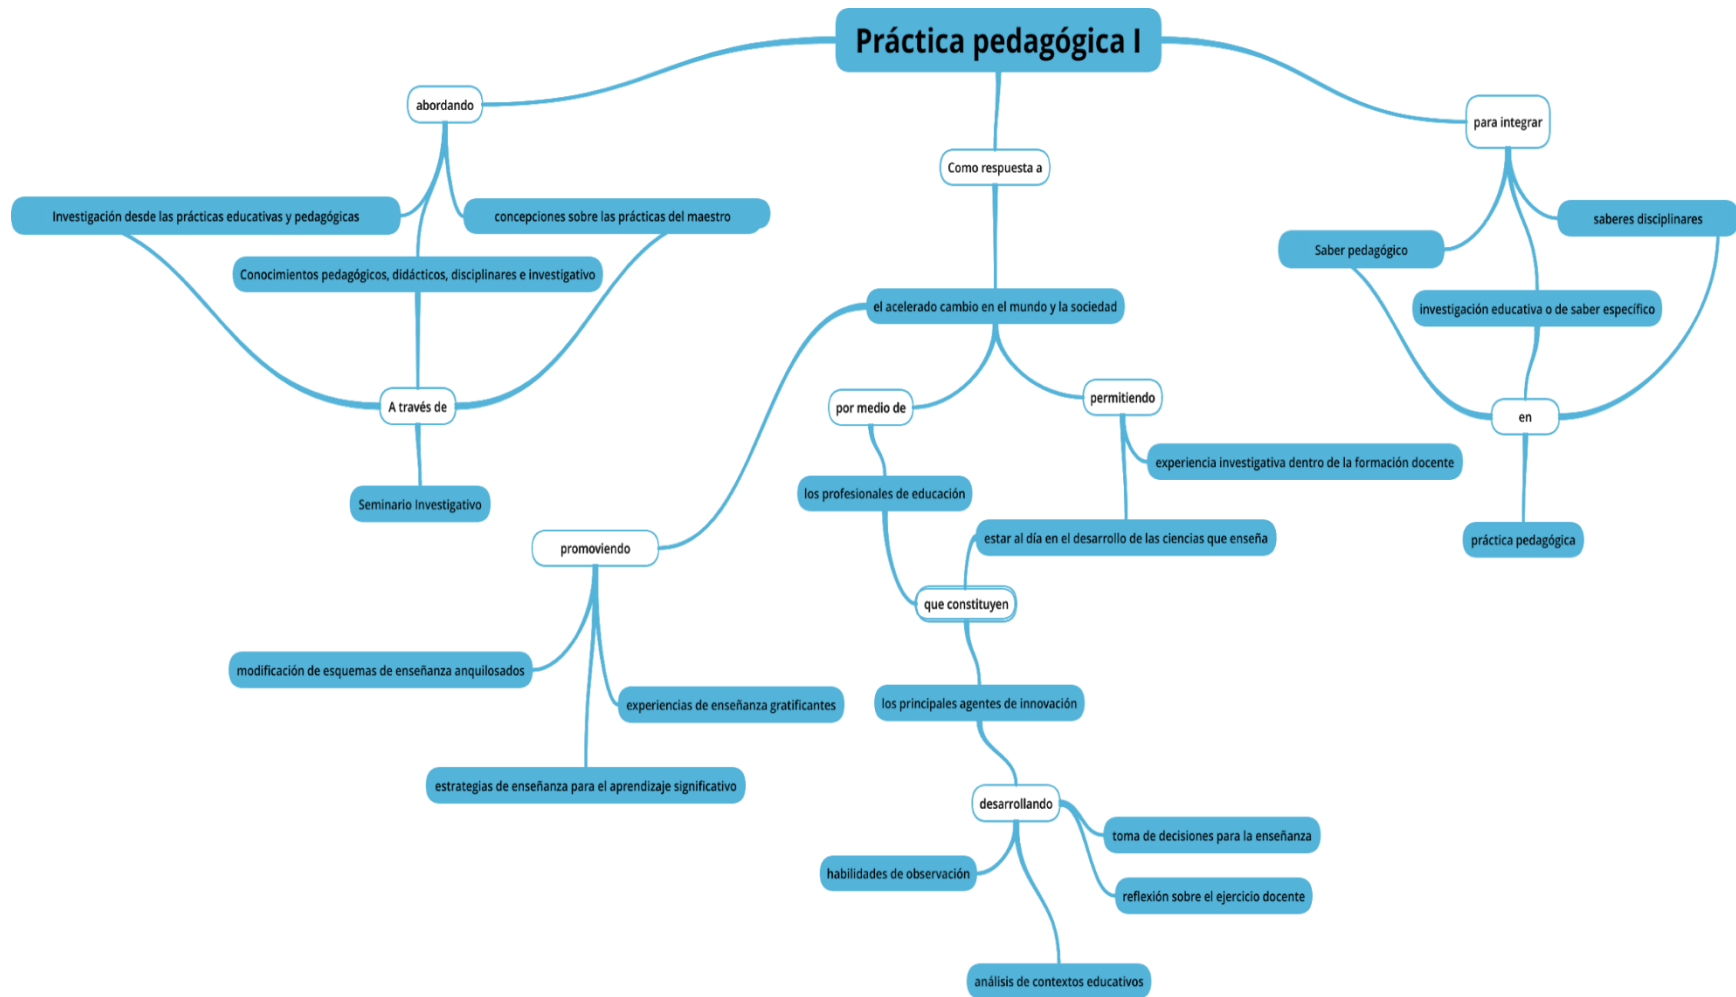 Práctica pedagógica I
abordando
para integrar
Como respuesta a
Investigación desde las prácticas educativas y pedagógicas
concepciones sobre las prácticas del maestro
saberes disciplinares
Saber pedagógico
Conocimientos pedagógicos, didácticos, disciplinares e investigativo
el acelerado cambio en el mundo y la sociedad
investigación educativa o de saber específico
A través de
por medio de
permitiendo
en
experiencia investigativa dentro de la formación docente
los profesionales de educación
Seminario Investigativo
estar al día en el desarrollo de las ciencias que enseña
práctica pedagógica
promoviendo
que constituyen
modificación de esquemas de enseñanza anquilosados
experiencias de enseñanza gratificantes
los principales agentes de innovación
estrategias de enseñanza para el aprendizaje significativo
desarrollando
toma de decisiones para la enseñanza
habilidades de observación
reflexión sobre el ejercicio docente
análisis de contextos educativos